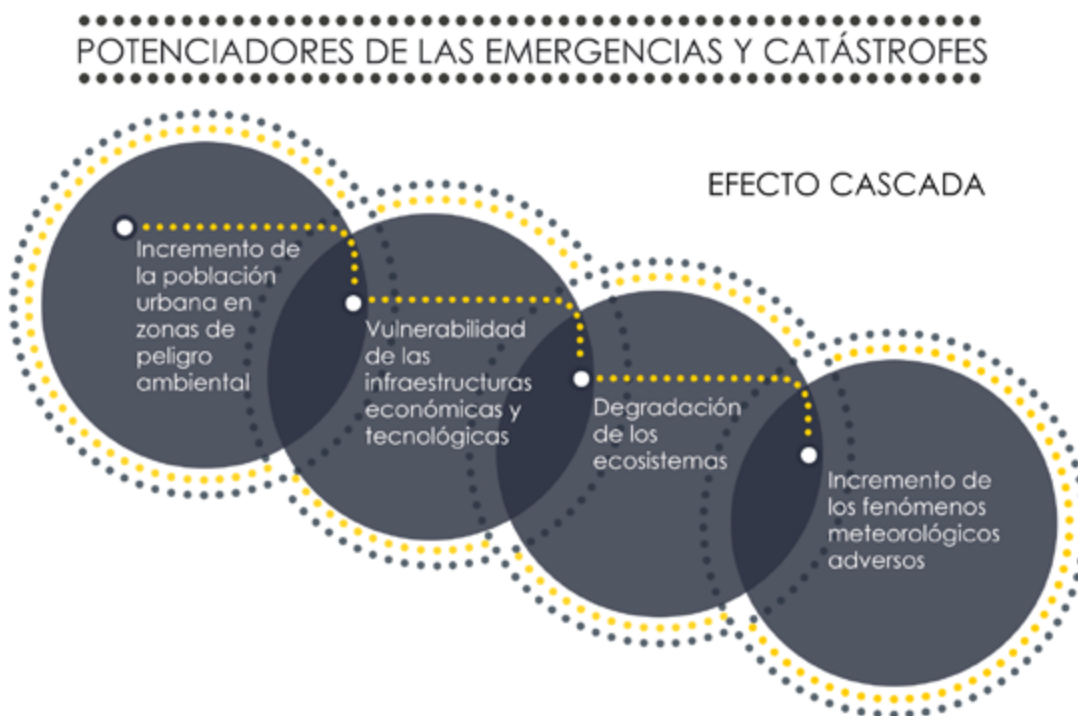 POTENCIADORES DE LAS EMERGENCIAS Y CATÁSTROFES
EFECTO CASCADA
Incremento de
la población
urbana en
zonas de
peligro
ambiental
Vulnerabilidad
de las
infraestructuras
económicas y
tecnológicas
Degradación
de los
ecosistemas
Incremento de
los fenómenos
meteorológicos
adversos